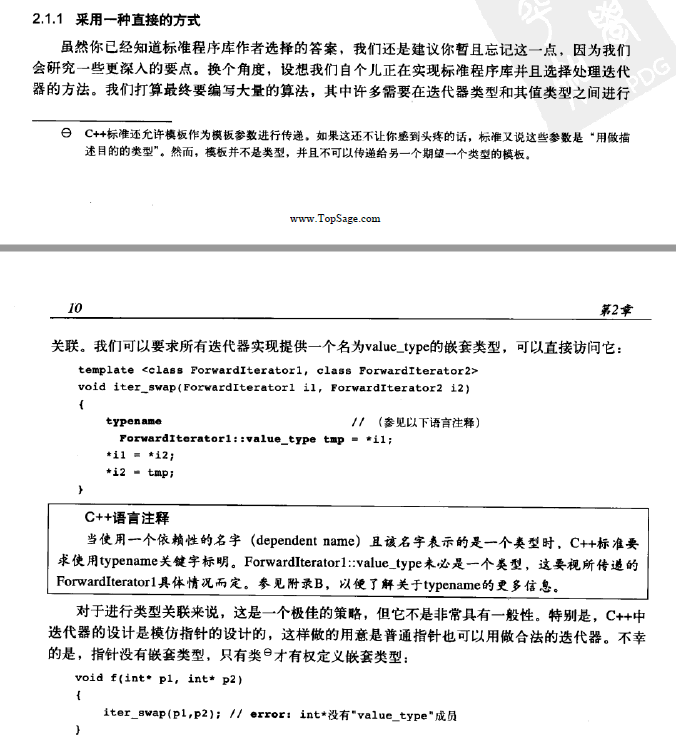 2.1.1 采用一种直接的方式
虽然你已经知道标准程序库作者选择的答案，我们还是建议你暂且忘记这一点，因为我们
会研究一些更深入的要点。换个角度，设想我们自个儿正在实现标准程序库并且选择处理迭代
器的方法。我们打算最终要编写大量的算法，其中许多需要在迭代器类型和其值类型之间进行
㊀ C++标准还允许模板作为模板参数进行传递。如果这还不让你感到头疼的话，标准又说这些参数是“用做描
述目的的类型”。然而，模板并不是类型，并且不可以传递给另一个期望一个类型的模板。
www.TopSage.com
10 第2章
关联。我们可以要求所有迭代器实现提供一个名为value_type的嵌套类型，可以直接访问它：
template <class ForwardIterator1, class ForwardIterator2>
void iter_swap(ForwardIterator1 i1, ForwardIterator2 i2)
{
typename // （参见以下语言注释）
ForwardIterator1::value_type tmp = *i1;
*i1 = *i2;
*i2 = tmp;
}
C++语言注释
当使用一个依赖性的名字（dependent name）且该名字表示的是一个类型时，C++标准要
求使用typename关键字标明。ForwardIterator1::value_type未必是一个类型，这要视所传递的
ForwardIterator1具体情况而定。参见附录B，以便了解关于typename的更多信息。
对于进行类型关联来说，这是一个极佳的策略，但它不是非常具有一般性。特别是，C++中
迭代器的设计是模仿指针的设计的，这样做的用意是普通指针也可以用做合法的迭代器。不幸
的是，指针没有嵌套类型，只有类㊀才有权定义嵌套类型：
void f(int* p1, int* p2)
{
iter_swap(p1,p2); // error: int*没有"value_type"成员
}